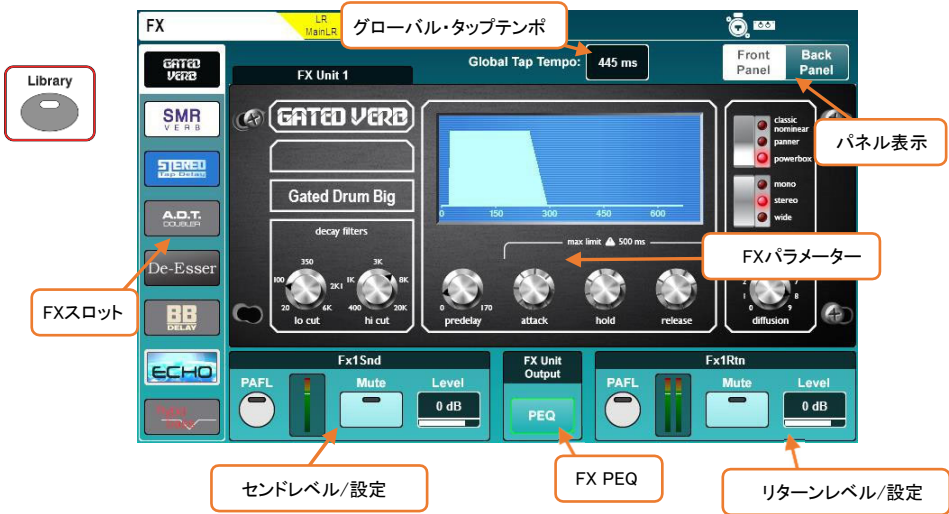 FX
LR
MainLR
グローバル・タップテンポ
Global Tap Tempo:
445 ms
Front
Panel
Back
Panel
パネル表示
Library
GATED
VERB
SMR
VERB
STEREO
Tap Delay
A.D.T.
DOUBLER
De-Esser
BB
DELAY
ECHO
FXスロット
FX Unit 1
GATED VERB
Gated Drum Big
decay filters
350
100
2K1
20
6K
lo cut
3K
1K
8K
400
20K
hi cut
0
150
300
450
600
max limit
500 ms
0
170
predelay
attack
hold
release
classic
nominear
panner
powerbox
mono
stereo
wide
FXパラメーター
2
7
1
8
0
9
diffusion
Fx1Snd
PAFL
Mute
Level
0 dB
FX Unit
Output
PEQ
Fx1Rtn
PAFL
Mute
Level
0 dB
センドレベル/設定
FX PEQ
リターンレベル/設定